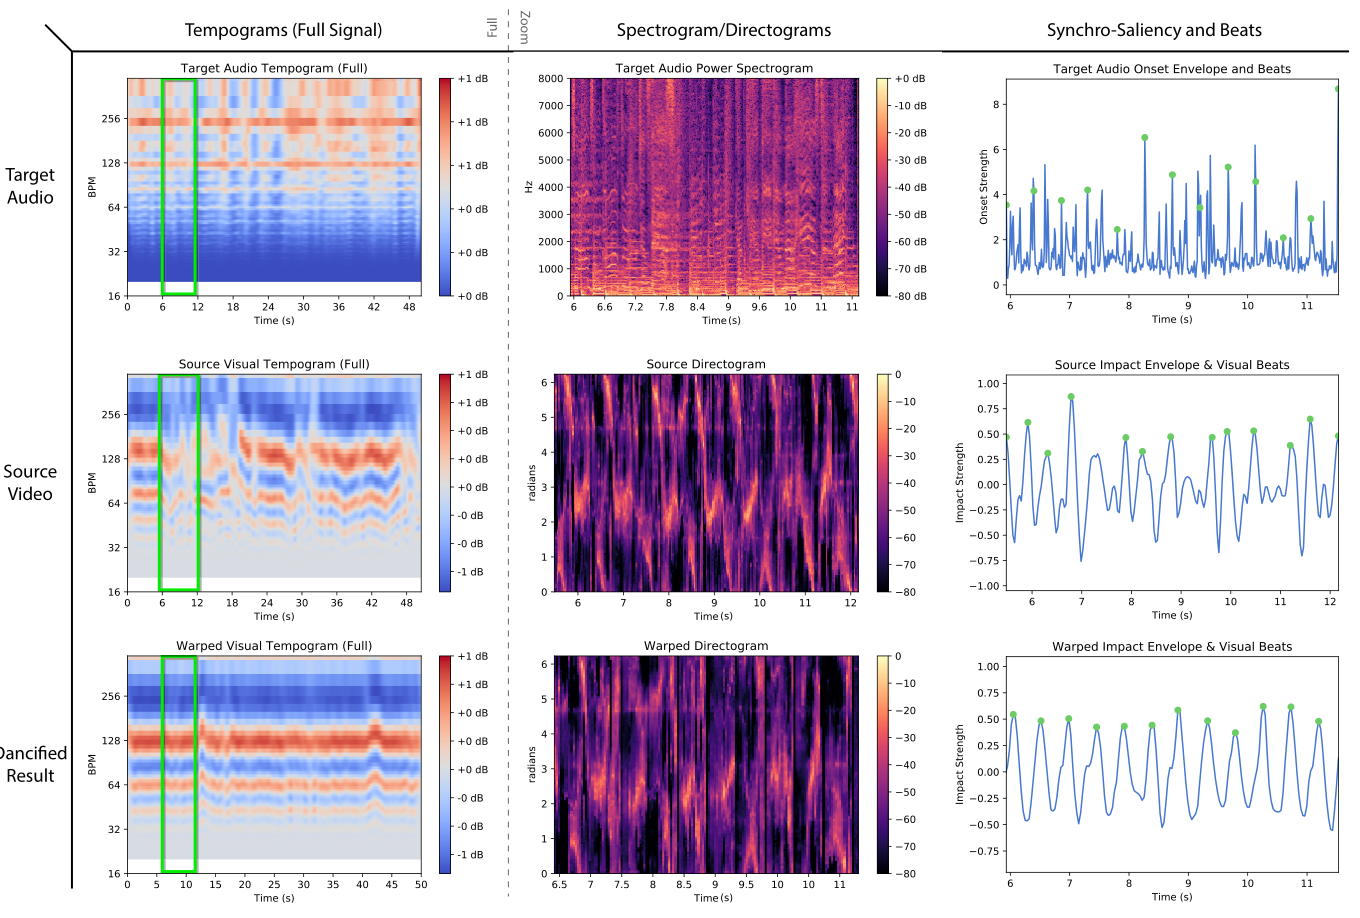 Tempograms (Full Signal)
Full
Zoom
Spectrogram/Directograms
Synchro-Saliency and Beats
Target
Audio
Target Audio Tempogram (Full)
BPM
256
128
64
32
16
0 6 12 18 24 30 36 42 48
Time (s)
+1 dB
+1 dB
+1 dB
+1 dB
+0 dB
+0 dB
+0 dB
+0 dB
Target Audio Power Spectrogram
Hz
8000
7000
6000
5000
4000
3000
2000
1000
0
6 6.6 7.2 7.8 8.4 9 9.6 10 11 11
Time (s)
+0 dB
-10 dB
-20 dB
-30 dB
-40 dB
-50 dB
-60 dB
-70 dB
-80 dB
Target Audio Onset Envelope and Beats
Onset Strength
8
6
4
2
0
6 7 8 9 10 11
Time (s)
Source
Video
Source Visual Tempogram (Full)
BPM
256
128
64
32
16
0 6 12 18 24 30 36 42 48
Time (s)
+1 dB
+1 dB
+0 dB
+0 dB
+0 dB
-0 dB
-0 dB
-1 dB
Source Directogram
radians
6
5
4
3
2
1
0
6 7 8 9 10 11 12
Time (s)
0
−10
−20
−30
−40
−50
−60
−70
−80
Source Impact Envelope & Visual Beats
Impact Strength
1.00
0.75
0.50
0.25
0.00
−0.25
−0.50
−0.75
−1.00
6 7 8 9 10 11 12
Time (s)
Dancified
Result
Warped Visual Tempogram (Full)
BPM
256
128
64
32
16
0 5 10 15 20 25 30 35 40 45 50
Time (s)
+1 dB
+1 dB
+0 dB
+0 dB
+0 dB
-0 dB
-0 dB
-1 dB
Warped Directogram
radians
6
5
4
3
2
1
0
6.5 7 7.5 8 8.5 9 9.5 10 10 11
Time (s)
0
−10
−20
−30
−40
−50
−60
−70
−80
Warped Impact Envelope & Visual Beats
Impact Strength
1.00
0.75
0.50
0.25
0.00
−0.25
−0.50
−0.75
6 7 8 9 10 11
Time (s)